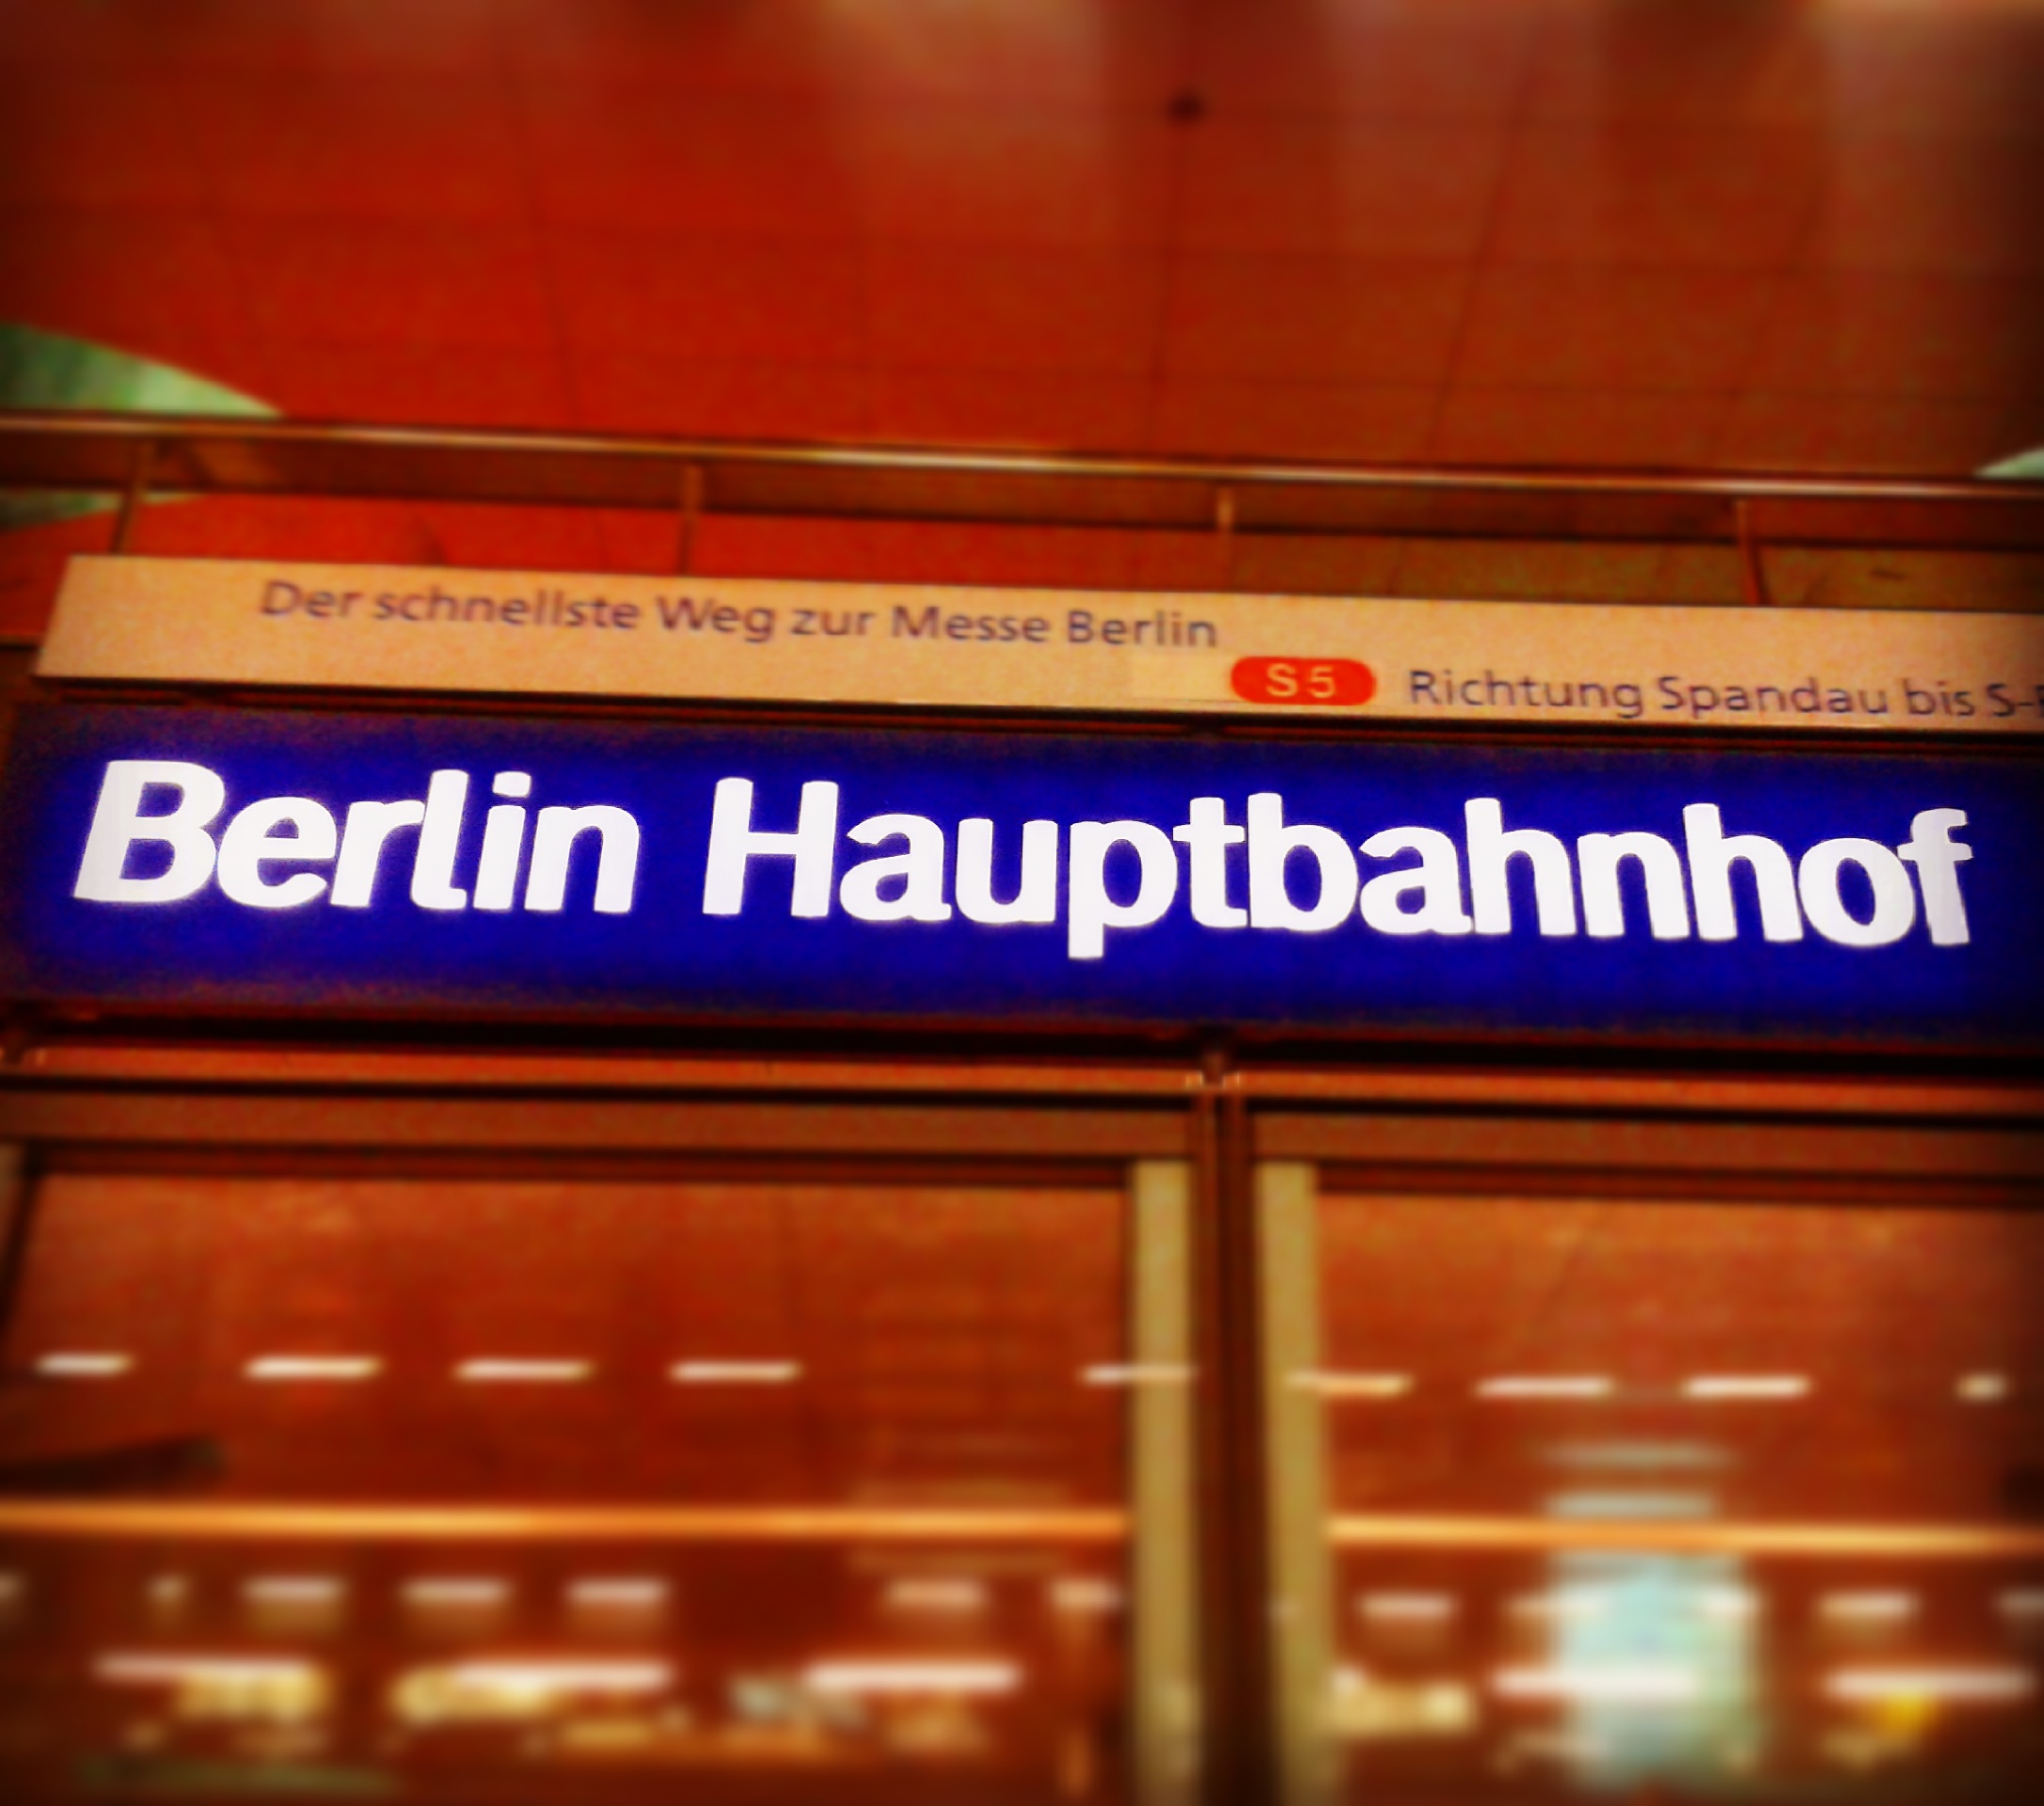 Der schnellste Weg zur Messe Berlin
S5 Richtung Spandau bis S-
Berlin Hauptbahnhof